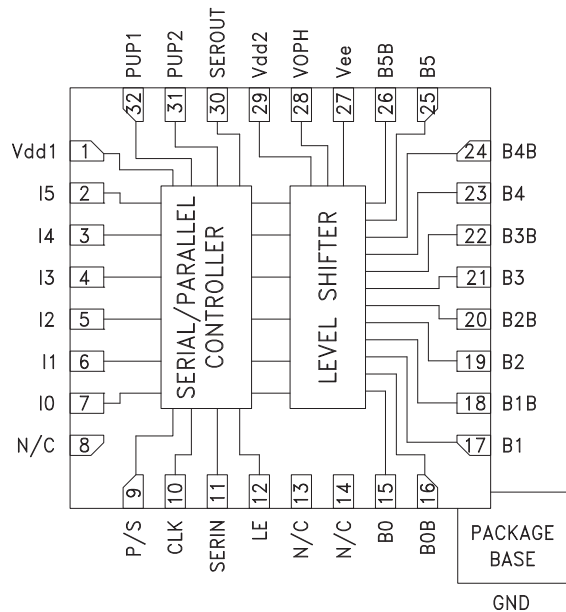 PUP1
PUP2
SEROUT
Vdd2
VOPH
Vee
B5B
B5
32
31
30
29
28
27
26
25
Vdd1
1
I5
2
I4
3
I3
4
I2
5
I1
6
I0
7
N/C
8
SERIAL/PARALLEL
CONTROLLER
LEVEL SHIFTER
24
B4B
23
B4
22
B3B
21
B3
20
B2B
19
B2
18
B1B
17
B1
9
10
11
12
13
14
15
16
P/S
CLK
SERIN
LE
N/C
N/C
B0
B0B
PACKAGE
BASE
GND